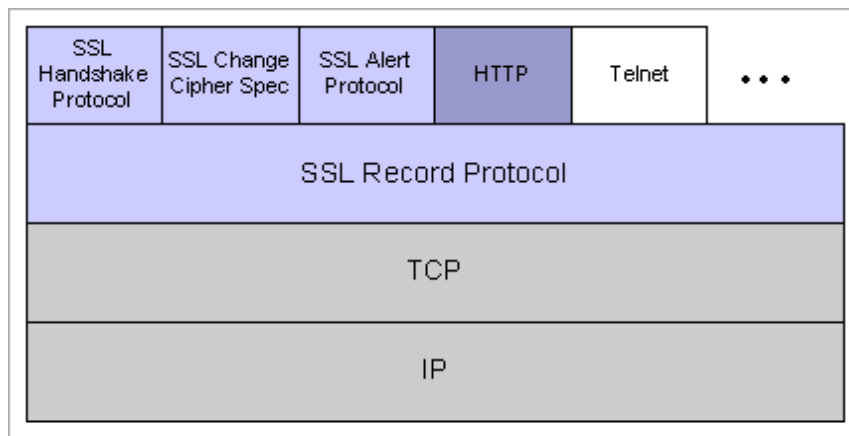 SSL
Handshake
Protocol
SSL Change
Cipher Spec
SSL Alert
Protocol
HTTP
Telnet
...
SSL Record Protocol
TCP
IP